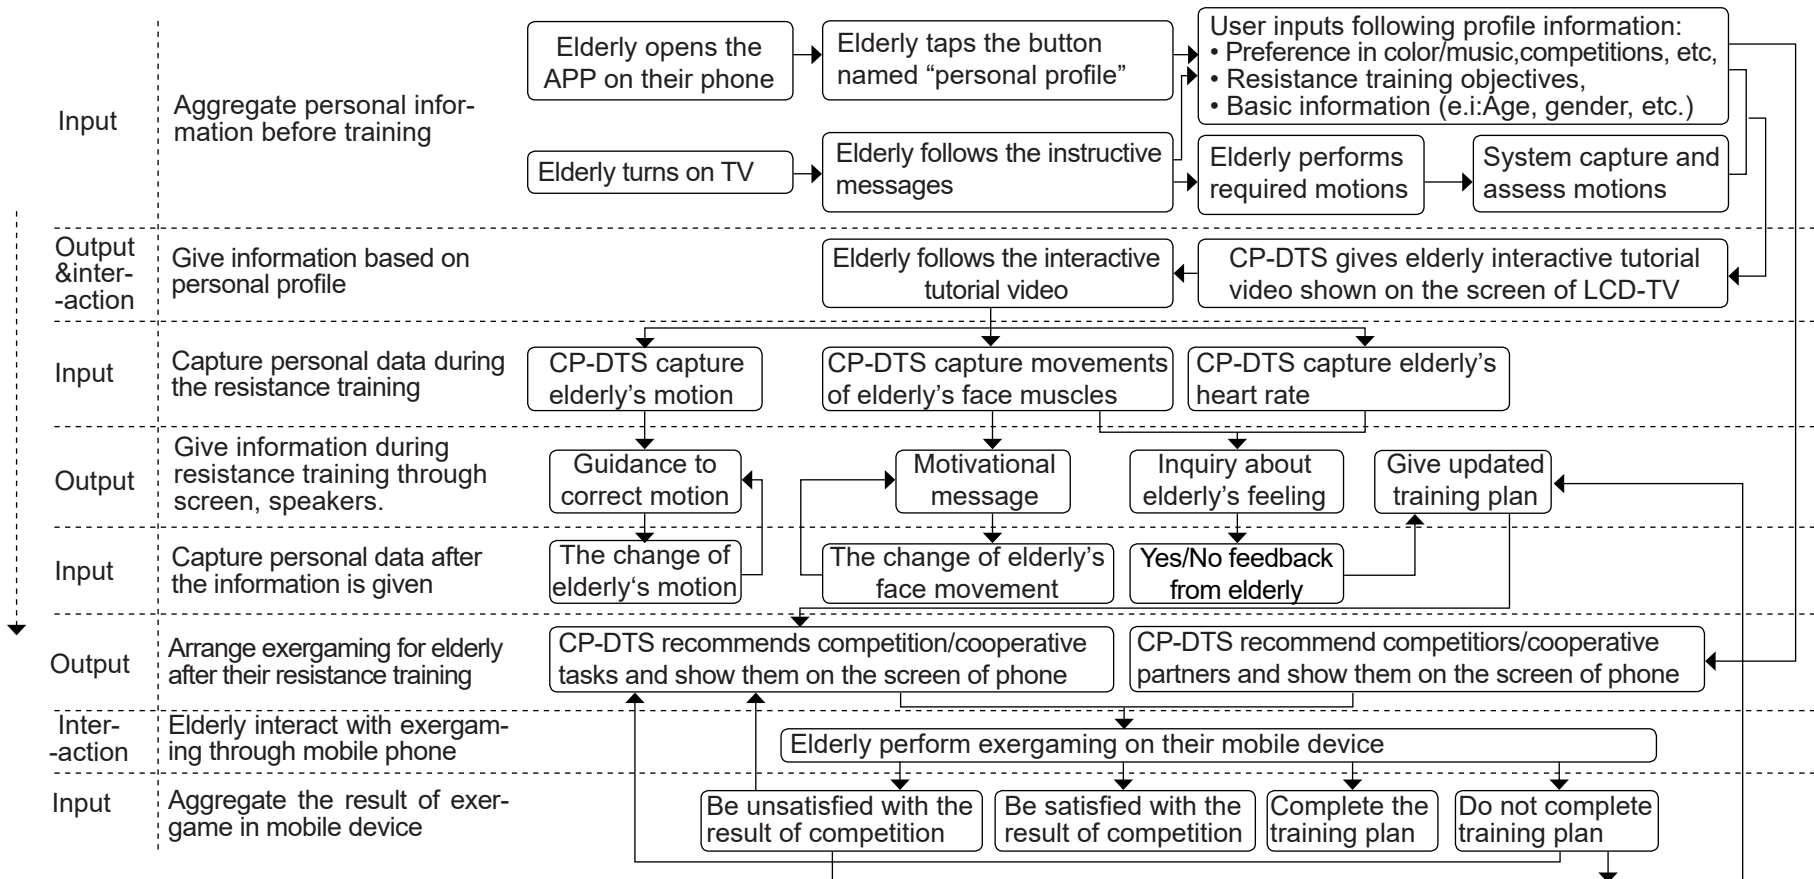 Input
Aggregate personal infor-
mation before training
Elderly opens the
APP on their phone
Elderly taps the button
named “personal profile”
User inputs following profile information:
• Preference in color/music,competitions, etc,
• Resistance training objectives,
• Basic information (e.i:Age, gender, etc.)
Elderly turns on TV
Elderly follows the instructive
messages
Elderly performs
required motions
System capture and
assess motions
Output
&inter-
-action
Give information based on
personal profile
Elderly follows the interactive
tutorial video
CP-DTS gives elderly interactive tutorial
video shown on the screen of LCD-TV
Input
Capture personal data during
the resistance training
CP-DTS capture
elderly’s motion
CP-DTS capture movements
of elderly’s face muscles
CP-DTS capture elderly’s
heart rate
Output
Give information during
resistance training through
screen, speakers.
Guidance to
correct motion
Motivational
message
Inquiry about
elderly’s feeling
Give updated
training plan
Input
Capture personal data after
the information is given
The change of
elderly‘s motion
The change of elderly’s
face movement
Yes/No feedback
from elderly
Output
Arrange exergaming for elderly
after their resistance training
CP-DTS recommends competition/cooperative
tasks and show them on the screen of phone
CP-DTS recommend competitiors/cooperative
partners and show them on the screen of phone
Inter-
-action
Elderly interact with exergam-
ing through mobile phone
Elderly perform exergaming on their mobile device
Input
Aggregate the result of exer-
game in mobile device
Be unsatisfied with the
result of competition
Be satisfied with the
result of competition
Complete the
training plan
Do not complete
training plan